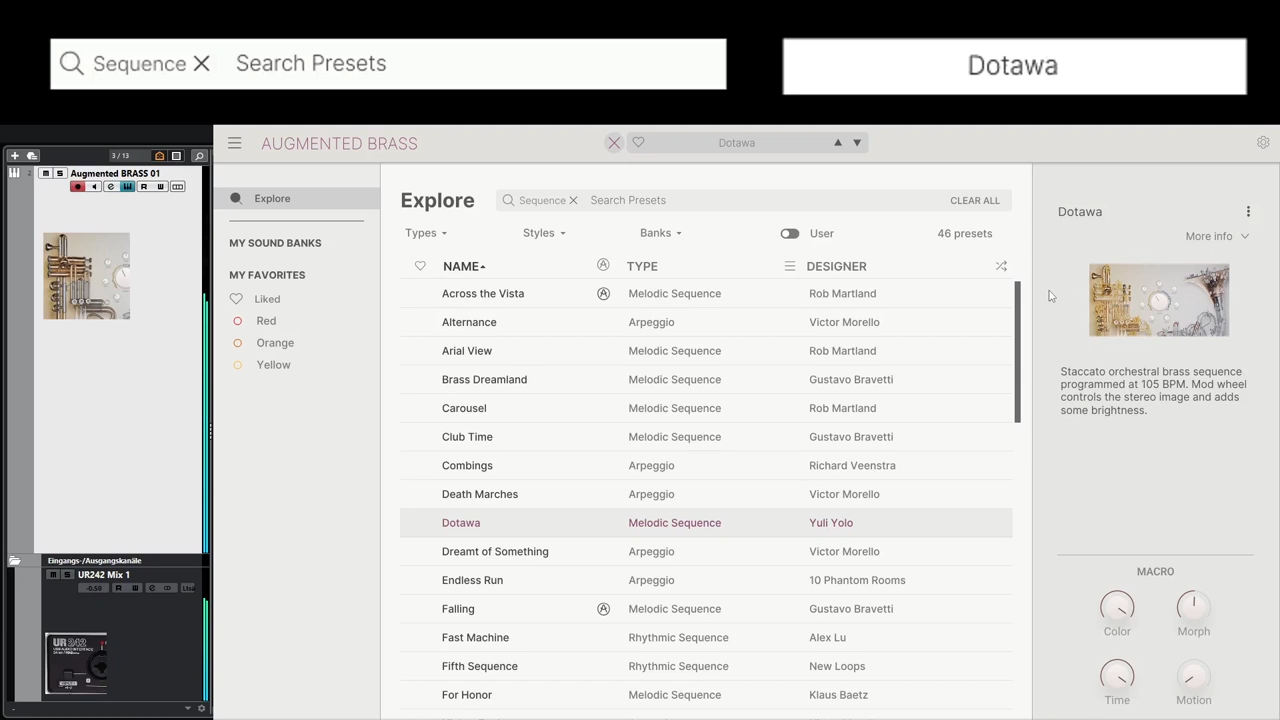 Sequence Search Presets
Dotawa
3 / 13
AUGMENTED BRASS
Dotawa
M S Augmented BRASS 01
R W
Explore
MY SOUND BANKS
MY FAVORITES
Liked
Red
Orange
Yellow
Explore
Sequence Search Presets CLEAR ALL
Types Styles Banks User 46 presets
NAME TYPE DESIGNER
Across the Vista Melodic Sequence Rob Martland
Alternance Arpeggio Victor Morello
Arial View Melodic Sequence Rob Martland
Brass Dreamland Melodic Sequence Gustavo Bravetti
Carousel Melodic Sequence Rob Martland
Club Time Melodic Sequence Gustavo Bravetti
Combings Arpeggio Richard Veenstra
Death Marches Arpeggio Victor Morello
Dotawa Melodic Sequence Yuli Yolo
Dreamt of Something Arpeggio Victor Morello
Endless Run Arpeggio 10 Phantom Rooms
Falling Melodic Sequence Gustavo Bravetti
Fast Machine Rhythmic Sequence Alex Lu
Fifth Sequence Rhythmic Sequence New Loops
For Honor Melodic Sequence Klaus Baetz
Dotawa
More info
Staccato orchestral brass sequence
programmed at 105 BPM. Mod wheel
controls the stereo image and adds
some brightness.
MACRO
Color Morph
Time Motion
Eingangs-/Ausgangskanäle
M S UR242 Mix 1
R W
UR242